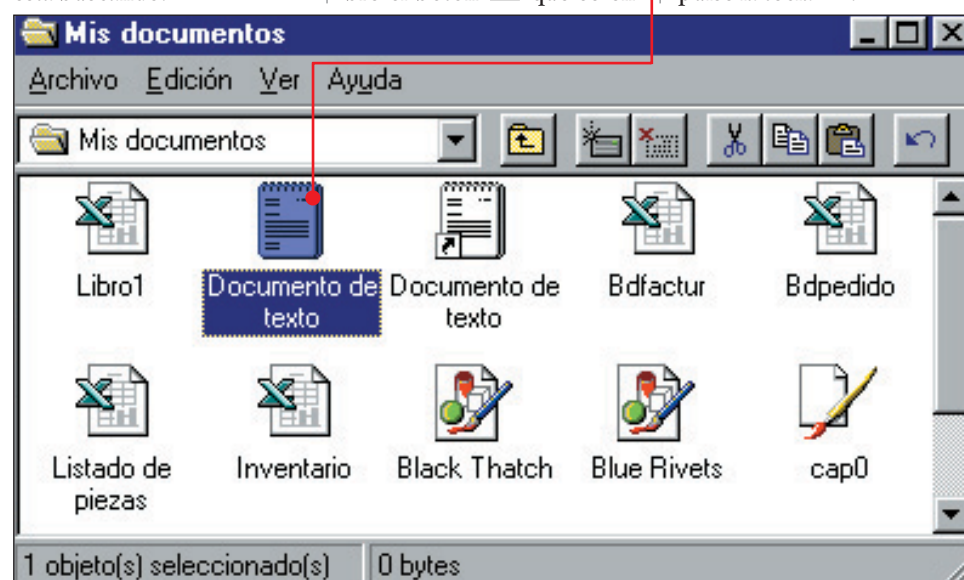 Mis documentos
Archivo Edición Ver Ayuda
Mis documentos
Libro1 Documento de texto Documento de texto Bdfactur Bdpedido
Listado de piezas Inventario Black Thatch Blue Rivets cap0
1 objeto(s) seleccionado(s) 0 bytes